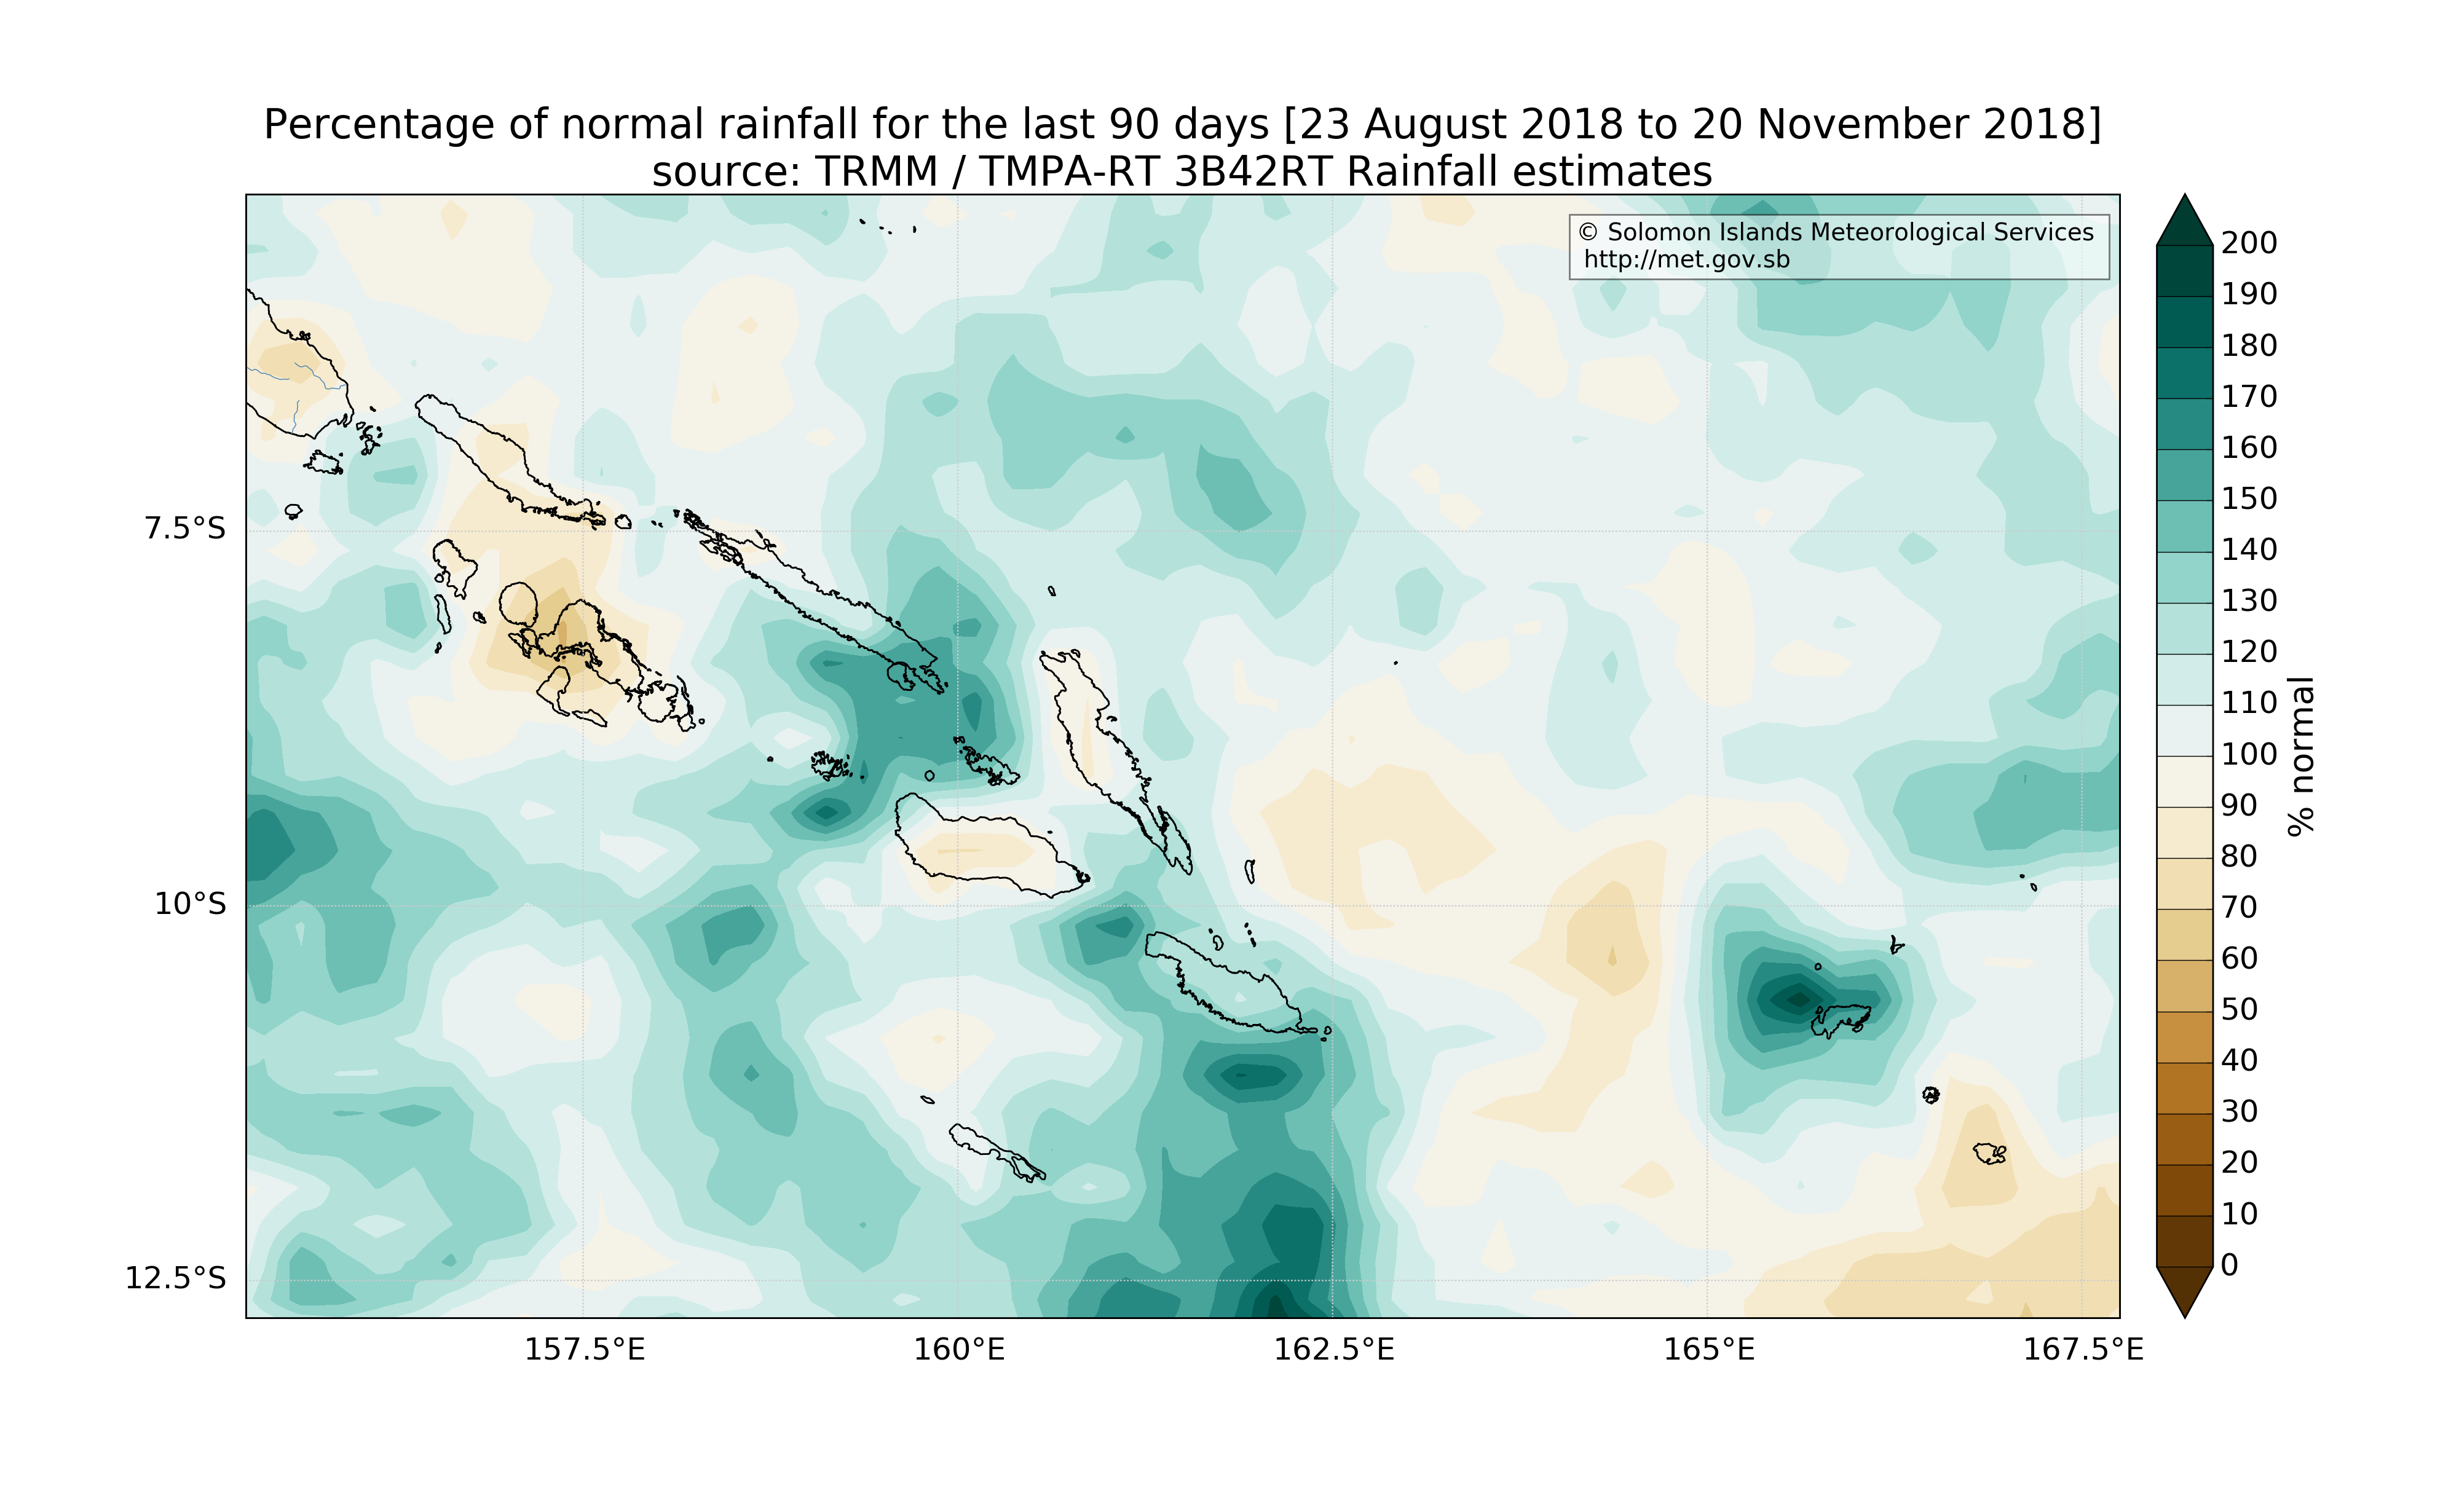 Percentage of normal rainfall for the last 90 days [23 August 2018 to 20 November 2018]
source: TRMM / TMPA-RT 3B42RT Rainfall estimates
© Solomon Islands Meteorological Services
http://met.gov.sb
7.5°S
10°S
12.5°S
157.5°E
160°E
162.5°E
165°E
167.5°E
200
190
180
170
160
150
140
130
120
110
100
90
80
70
60
50
40
30
20
10
0
% normal